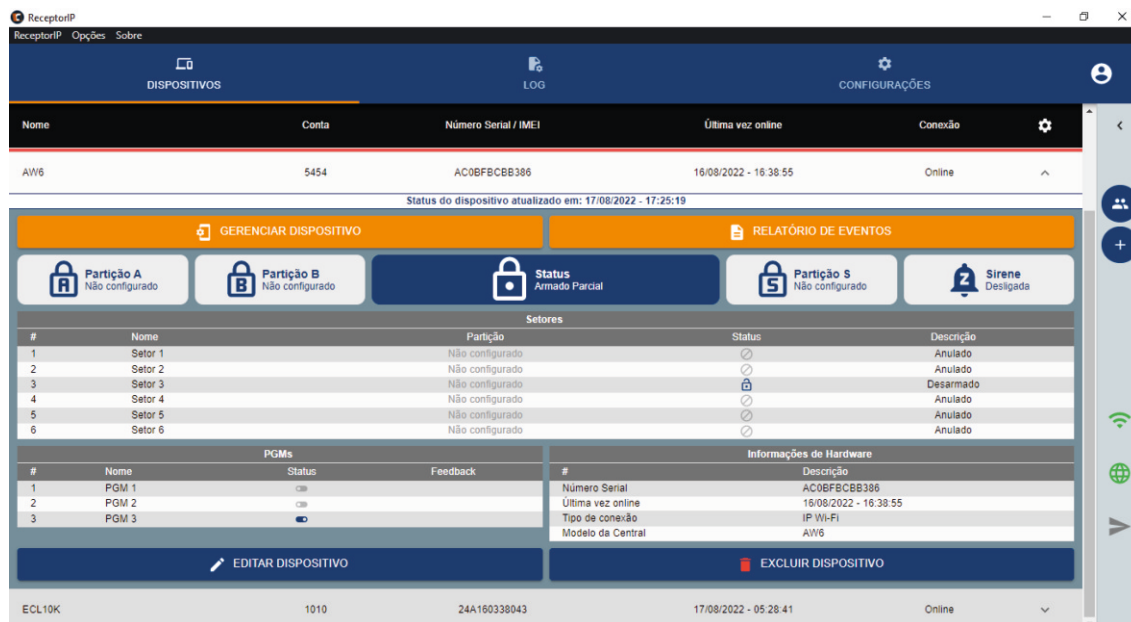 ReceptorIP
ReceptorIP Opções Sobre
DISPOSITIVOS LOG CONFIGURAÇÕES
Nome Conta Número Serial / IMEI Última vez online Conexão
AW6 5454 AC0BFBCBB386 16/08/2022 - 16:38:55 Online
Status do dispositivo atualizado em: 17/08/2022 - 17:25:19
GERENCIAR DISPOSITIVO RELATÓRIO DE EVENTOS
A Partição A B Partição B Status S Partição S Z Sirene
Não configurado Não configurado Armado Parcial Não configurado Desligada
Setores
# Nome Partição Status Descrição
1 Setor 1 Não configurado Anulado
2 Setor 2 Não configurado Anulado
3 Setor 3 Não configurado Desarmado
4 Setor 4 Não configurado Anulado
5 Setor 5 Não configurado Anulado
6 Setor 6 Não configurado Anulado
PGMs
# Nome Status Feedback
1 PGM 1
2 PGM 2
3 PGM 3
Informações de Hardware
# Descrição
Número Serial AC0BFBCBB386
Última vez online 16/08/2022 - 16:38:55
Tipo de conexão IP Wi-Fi
Modelo da Central AW6
EDITAR DISPOSITIVO EXCLUIR DISPOSITIVO
ECL10K 1010 24A160338043 17/08/2022 - 05:28:41 Online